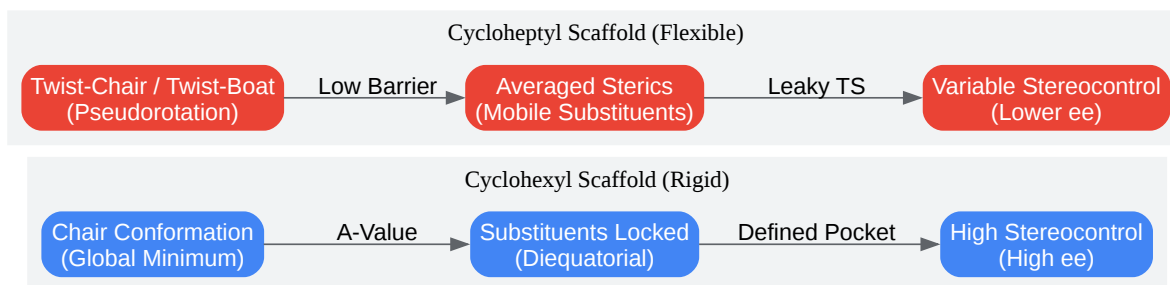 Cycloheptyl Scaffold (Flexible)
Twist-Chair / Twist-Boat
(Pseudorotation)
Low Barrier
Averaged Sterics
(Mobile Substituents)
Leaky TS
Variable Stereocontrol
(Lower ee)
Cyclohexyl Scaffold (Rigid)
Chair Conformation
(Global Minimum)
A-Value
Substituents Locked
(Diequatorial)
Defined Pocket
High Stereocontrol
(High ee)